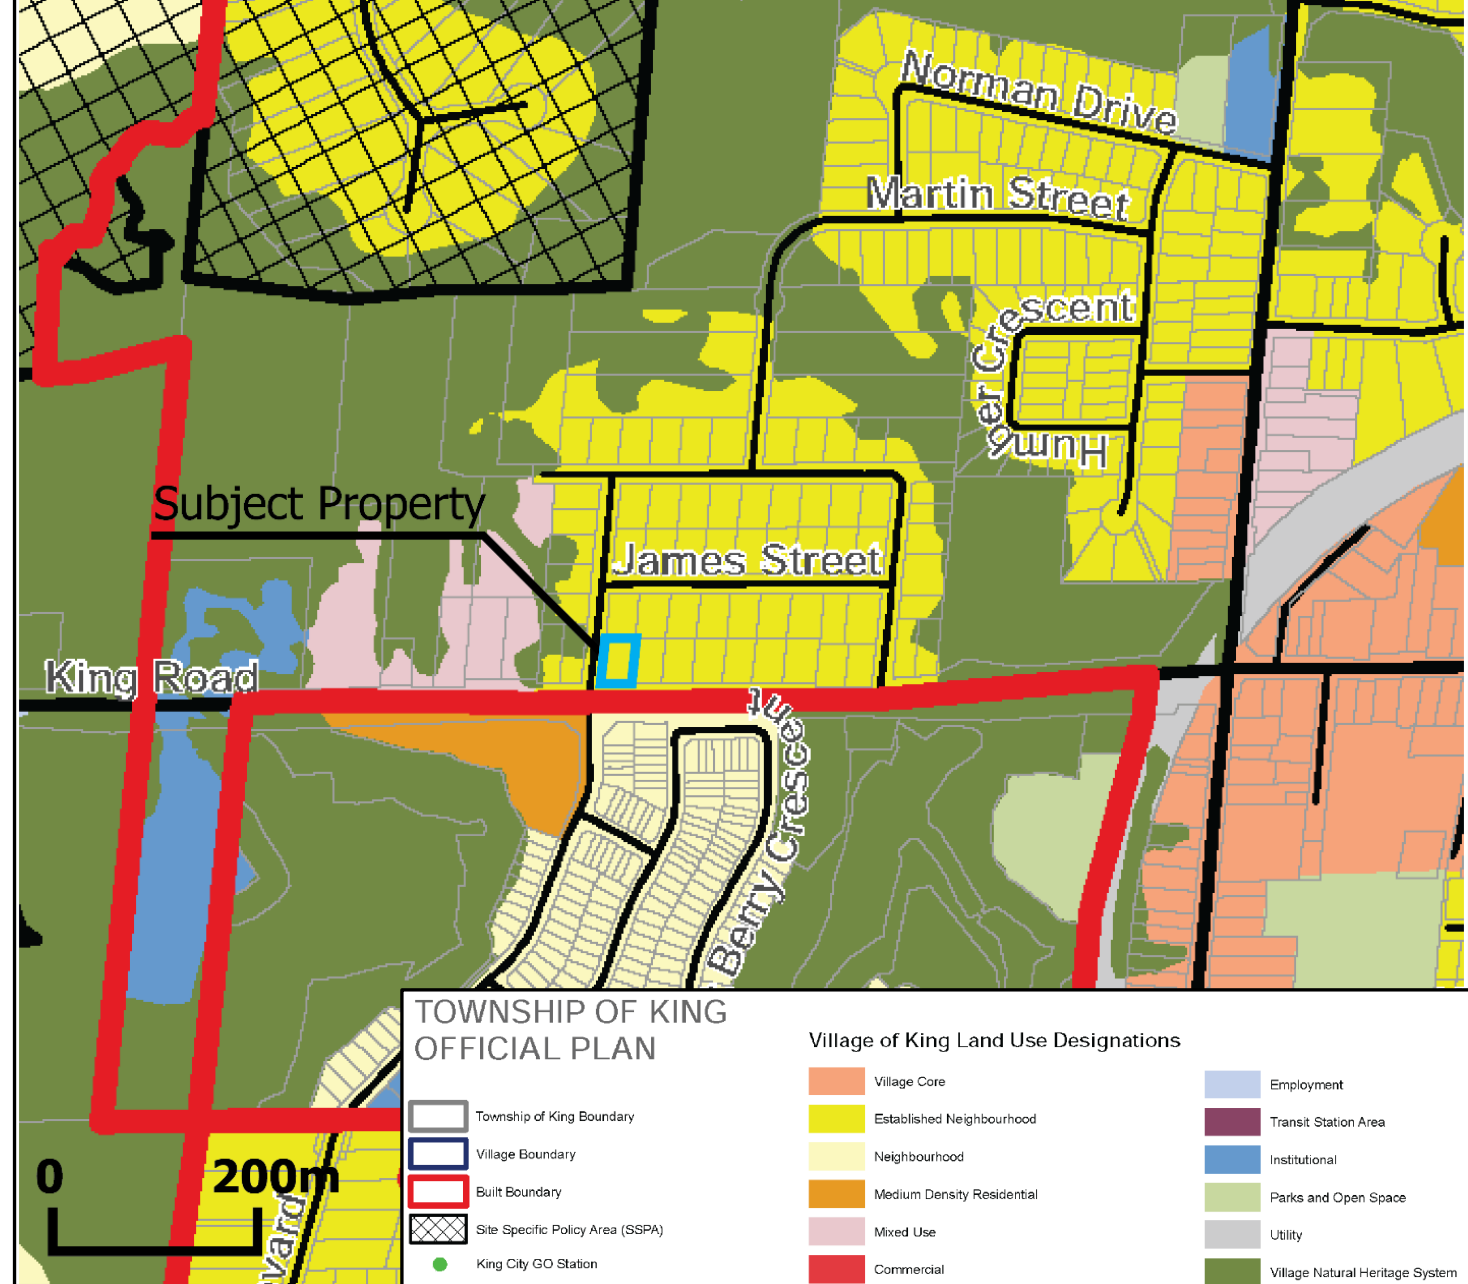 Norman Drive
Martin Street
Humber Crescent
Subject Property
James Street
King Road
Berry Crescent
TOWNSHIP OF KING
OFFICIAL PLAN
Township of King Boundary
Village Boundary
Built Boundary
Site Specific Policy Area (SSPA)
King City GO Station
Village of King Land Use Designations
Village Core
Established Neighbourhood
Neighbourhood
Medium Density Residential
Mixed Use
Commercial
Employment
Transit Station Area
Institutional
Parks and Open Space
Utility
Village Natural Heritage System
0 200m
vard